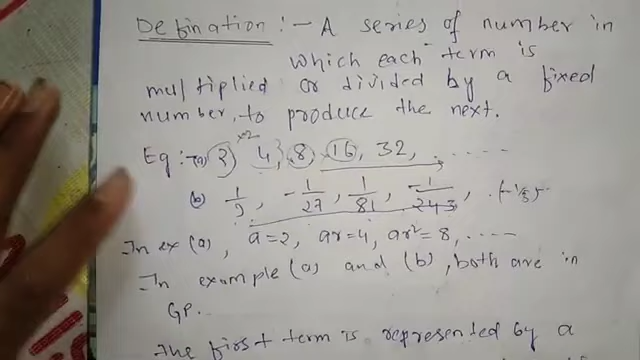 Defination :- A series of number in
which each term is
multiplied or divided by a fixed
number, to produce the next.
Eg :- (a) 2, 4, 8, 16, 32, .....
×2
(b) 1/9, -1/27, -1/81, -1/243,
In ex (a), a=2, ar=4, ar²=8, ....
In example (a) and (b), both are in
GP.
The first term is represented by a